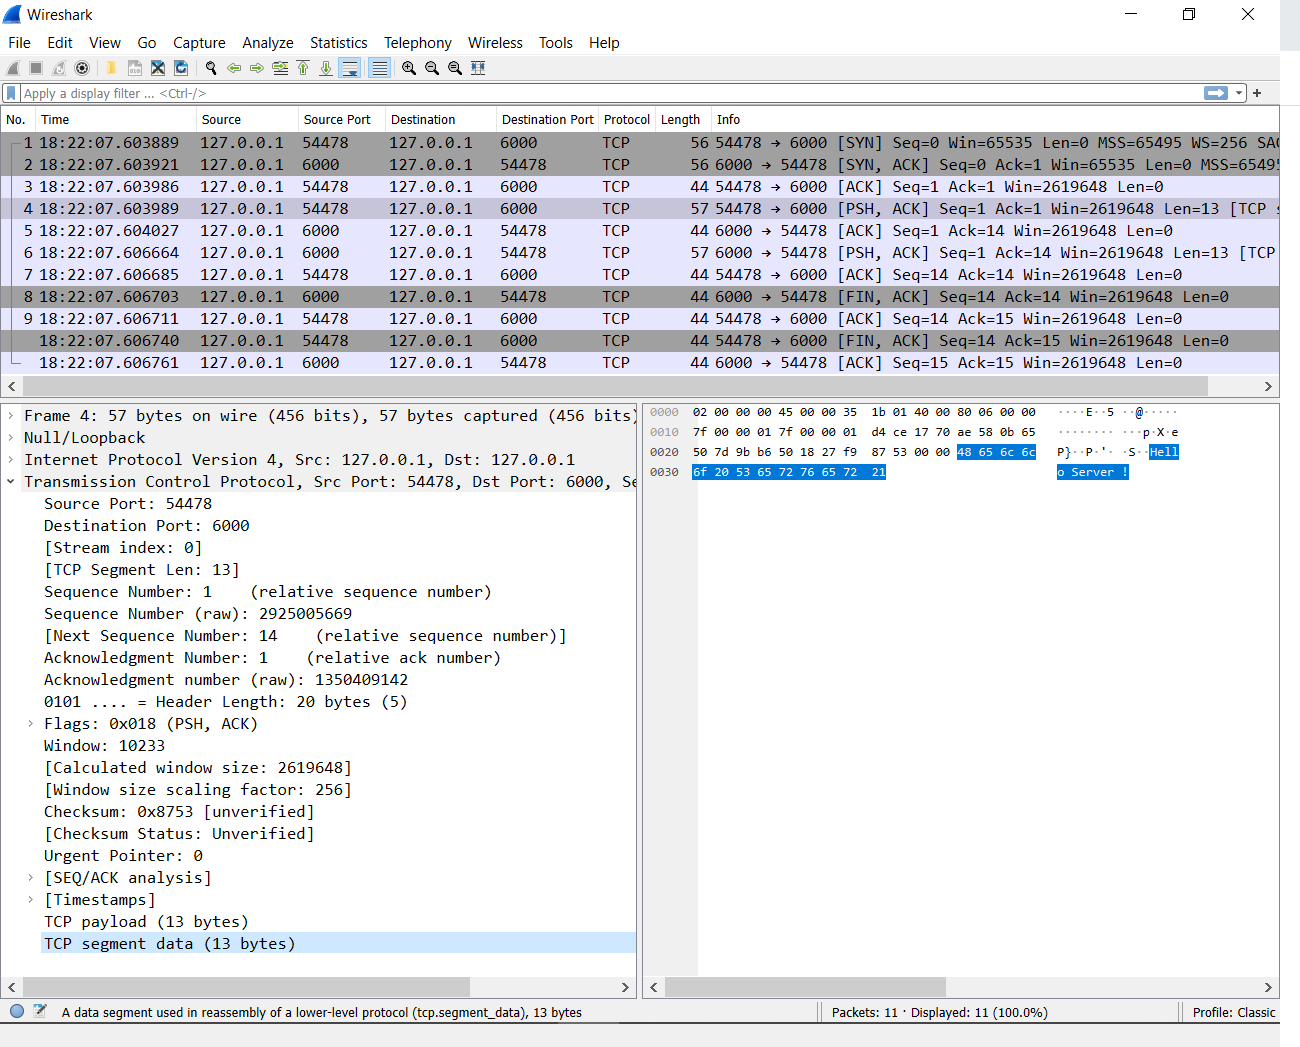 Wireshark
File Edit View Go Capture Analyze Statistics Telephony Wireless Tools Help
Apply a display filter ... <Ctrl-/>
No. Time Source Source Port Destination Destination Port Protocol Length Info
1 18:22:07.603889 127.0.0.1 54478 127.0.0.1 6000 TCP 56 54478 → 6000 [SYN] Seq=0 Win=65535 Len=0 MSS=65495 WS=256 SAC
2 18:22:07.603921 127.0.0.1 6000 127.0.0.1 54478 TCP 56 6000 → 54478 [SYN, ACK] Seq=0 Ack=1 Win=65535 Len=0 MSS=65495
3 18:22:07.603986 127.0.0.1 54478 127.0.0.1 6000 TCP 44 54478 → 6000 [ACK] Seq=1 Ack=1 Win=2619648 Len=0
4 18:22:07.603989 127.0.0.1 54478 127.0.0.1 6000 TCP 57 54478 → 6000 [PSH, ACK] Seq=1 Ack=1 Win=2619648 Len=13 [TCP s
5 18:22:07.604027 127.0.0.1 6000 127.0.0.1 54478 TCP 44 6000 → 54478 [ACK] Seq=1 Ack=14 Win=2619648 Len=0
6 18:22:07.606664 127.0.0.1 6000 127.0.0.1 54478 TCP 57 6000 → 54478 [PSH, ACK] Seq=1 Ack=14 Win=2619648 Len=13 [TCP
7 18:22:07.606685 127.0.0.1 54478 127.0.0.1 6000 TCP 44 54478 → 6000 [ACK] Seq=14 Ack=14 Win=2619648 Len=0
8 18:22:07.606703 127.0.0.1 6000 127.0.0.1 54478 TCP 44 6000 → 54478 [FIN, ACK] Seq=14 Ack=14 Win=2619648 Len=0
9 18:22:07.606711 127.0.0.1 54478 127.0.0.1 6000 TCP 44 54478 → 6000 [ACK] Seq=14 Ack=15 Win=2619648 Len=0
18:22:07.606740 127.0.0.1 54478 127.0.0.1 6000 TCP 44 54478 → 6000 [FIN, ACK] Seq=14 Ack=15 Win=2619648 Len=0
18:22:07.606761 127.0.0.1 6000 127.0.0.1 54478 TCP 44 6000 → 54478 [ACK] Seq=15 Ack=15 Win=2619648 Len=0
Frame 4: 57 bytes on wire (456 bits), 57 bytes captured (456 bits)
Null/Loopback
Internet Protocol Version 4, Src: 127.0.0.1, Dst: 127.0.0.1
Transmission Control Protocol, Src Port: 54478, Dst Port: 6000, Se
Source Port: 54478
Destination Port: 6000
[Stream index: 0]
[TCP Segment Len: 13]
Sequence Number: 1 (relative sequence number)
Sequence Number (raw): 2925005669
[Next Sequence Number: 14 (relative sequence number)]
Acknowledgment Number: 1 (relative ack number)
Acknowledgment number (raw): 1350409142
0101 .... = Header Length: 20 bytes (5)
Flags: 0x018 (PSH, ACK)
Window: 10233
[Calculated window size: 2619648]
[Window size scaling factor: 256]
Checksum: 0x8753 [unverified]
[Checksum Status: Unverified]
Urgent Pointer: 0
[SEQ/ACK analysis]
[Timestamps]
TCP payload (13 bytes)
TCP segment data (13 bytes)
0000 02 00 00 00 45 00 00 35 1b 01 40 00 80 06 00 00 ····E··5 ··@·····
0010 7f 00 00 01 7f 00 00 01 d4 ce 17 70 ae 58 0b 65 ········ ···p·X·e
0020 50 7d 9b b6 50 18 27 f9 87 53 00 00 48 65 6c 6c P}··P·'· ·S··Hell
0030 6f 20 53 65 72 76 65 72 21 o Server !
A data segment used in reassembly of a lower-level protocol (tcp.segment_data), 13 bytes
Packets: 11 · Displayed: 11 (100.0%)
Profile: Classic